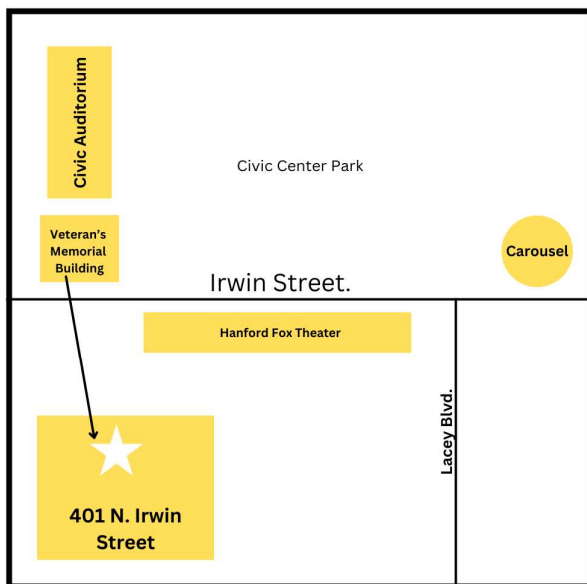 Civic Auditorium
Civic Center Park
Veteran's
Memorial
Building
Carousel
Irwin Street.
Hanford Fox Theater
Lacey Blvd.
401 N. Irwin
Street